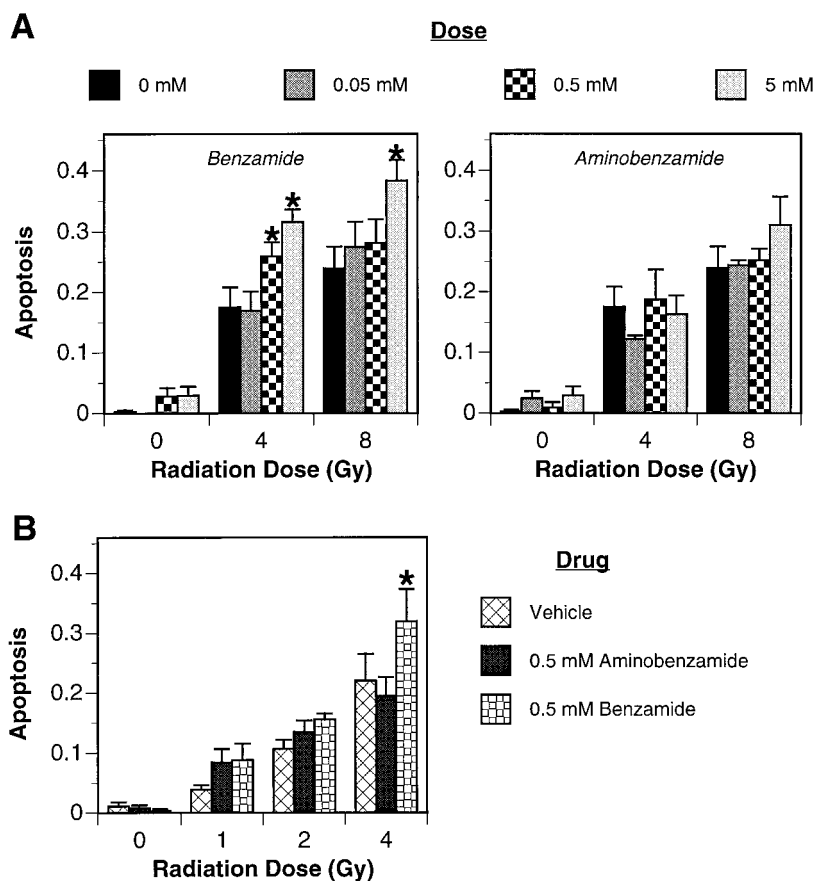 A
Dose
0 mM
0.05 mM
0.5 mM
5 mM
Benzamide
Aminobenzamide
Apoptosis
0.4
0.3
0.2
0.1
0
* * *
0 4 8
Radiation Dose (Gy)
0.4
0.3
0.2
0.1
0
0 4 8
Radiation Dose (Gy)
B
Apoptosis
0.4
0.3
0.2
0.1
0
*
0 1 2 4
Radiation Dose (Gy)
Drug
Vehicle
0.5 mM Aminobenzamide
0.5 mM Benzamide